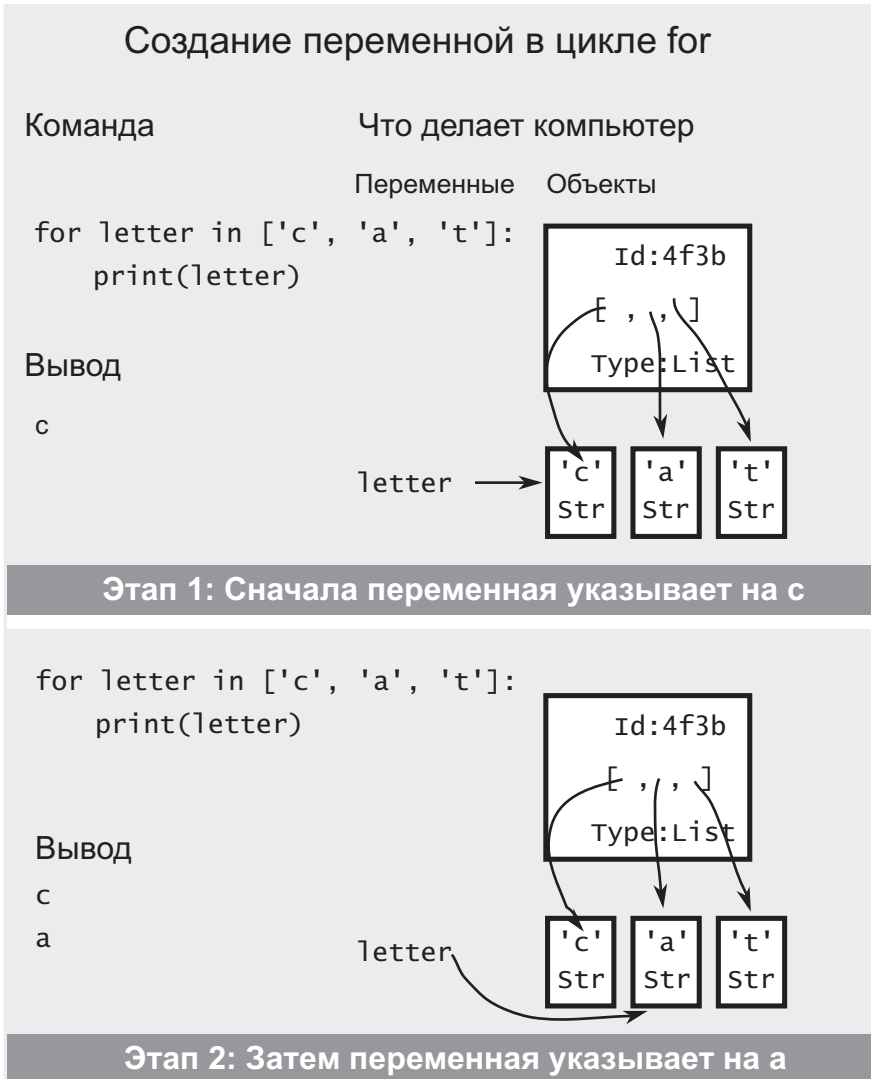 Создание переменной в цикле for
Команда
Что делает компьютер
Переменные Объекты
for letter in ['c', 'a', 't']:
print(letter)
Id:4f3b
[ , , ]
Type:List
Вывод
c
letter
'c' 'a' 't'
Str Str Str
Этап 1: Сначала переменная указывает на c
for letter in ['c', 'a', 't']:
print(letter)
Id:4f3b
[ , , ]
Type:List
Вывод
c
a
letter
'c' 'a' 't'
Str Str Str
Этап 2: Затем переменная указывает на a